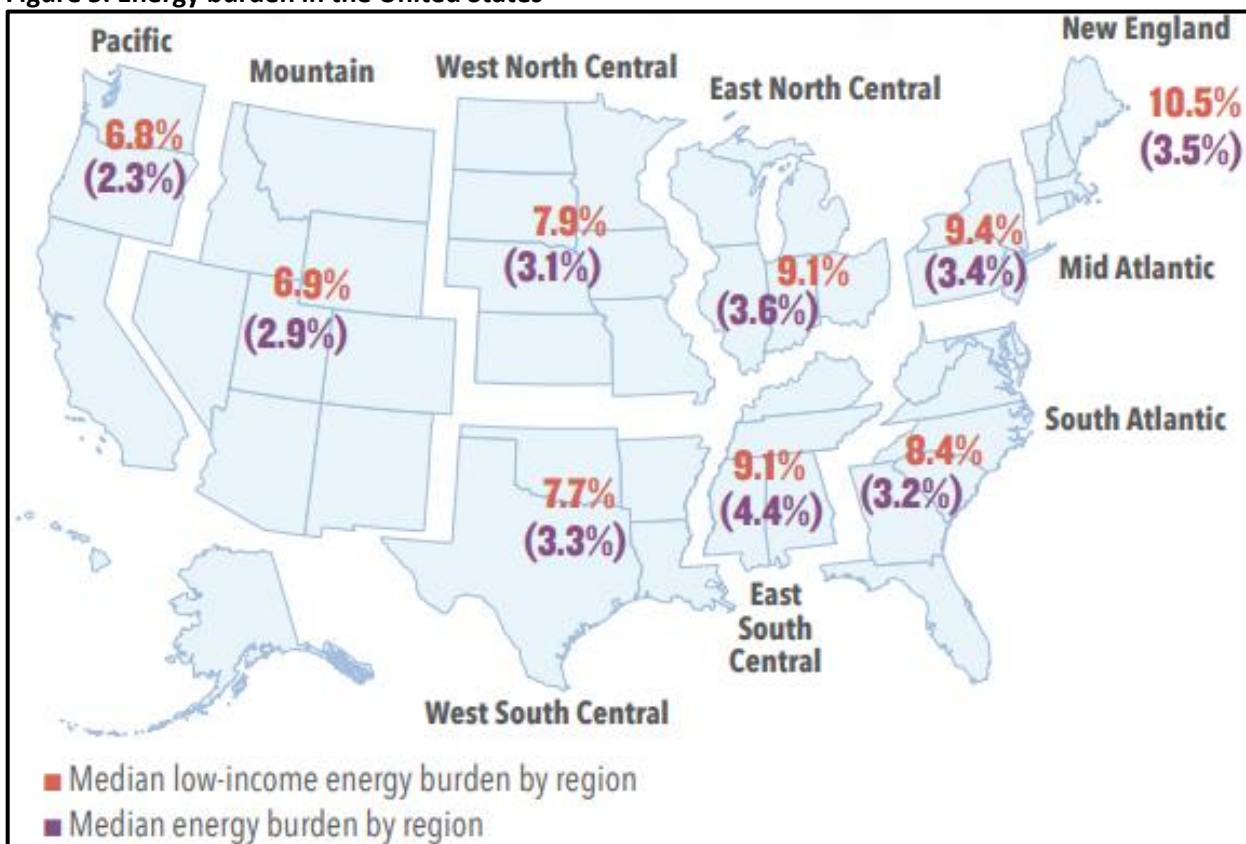 Figure 3. Energy burden in the United States
Pacific
6.8%
(2.3%)
Mountain
6.9%
(2.9%)
West North Central
7.9%
(3.1%)
East North Central
9.1%
(3.6%)
New England
10.5%
(3.5%)
9.4%
(3.4%)
Mid Atlantic
South Atlantic
8.4%
(3.2%)
9.1%
(4.4%)
East
South
Central
7.7%
(3.3%)
West South Central
Median low-income energy burden by region
Median energy burden by region